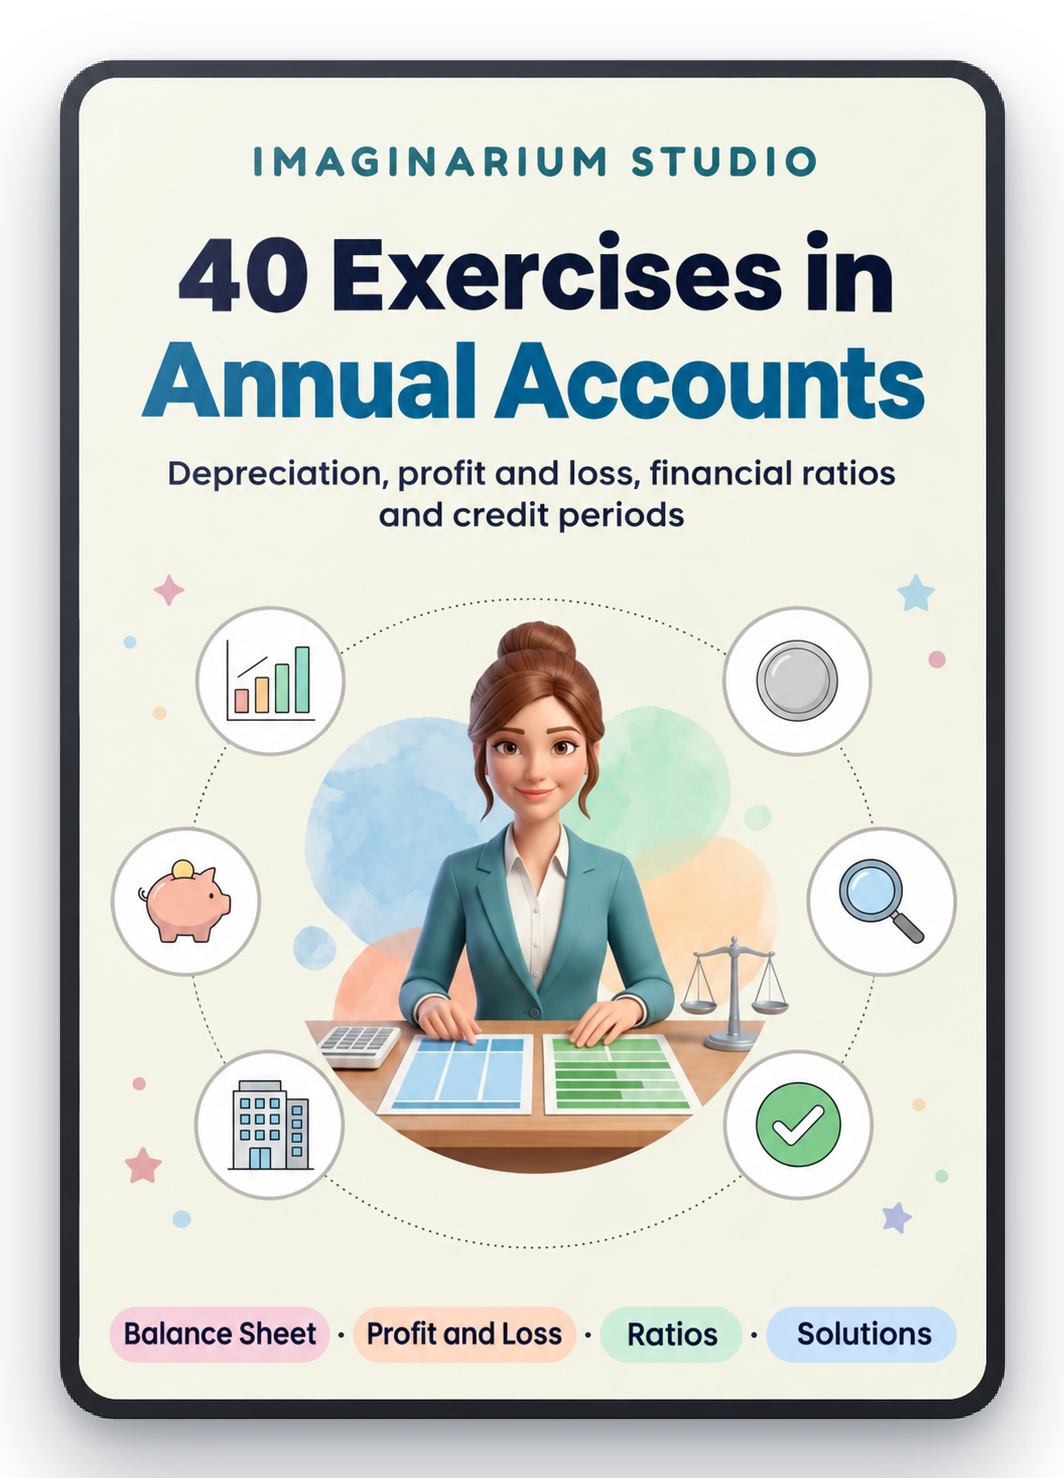 IMAGINARIUM STUDIO
40 Exercises in
Annual Accounts
Depreciation, profit and loss, financial ratios
and credit periods
Balance Sheet · Profit and Loss · Ratios · Solutions